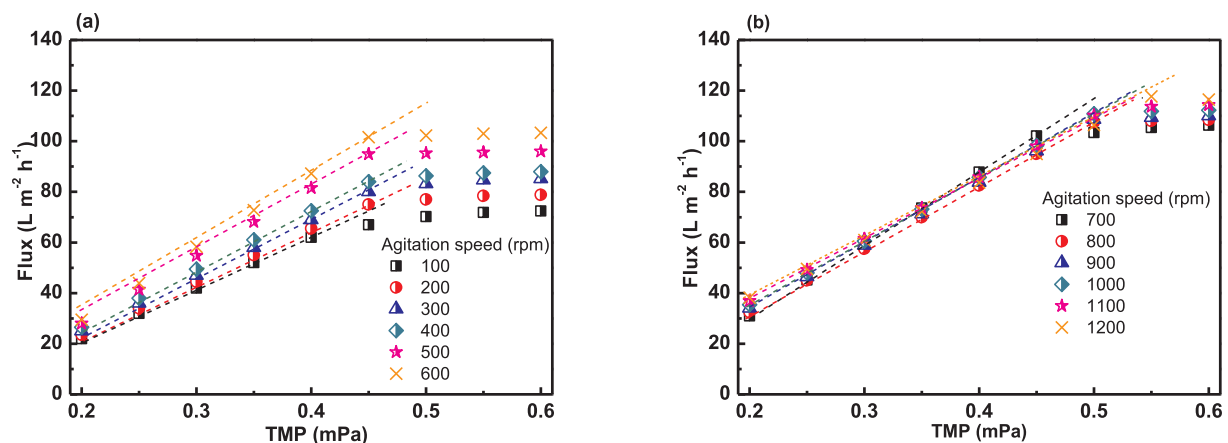 (a)
140
120
100
80
60
40
20
0
Flux (L m⁻² h⁻¹)
0.2 0.3 0.4 0.5 0.6
TMP (mPa)
Agitation speed (rpm)
100
200
300
400
500
600
(b)
140
120
100
80
60
40
20
0
Flux (L m⁻² h⁻¹)
0.2 0.3 0.4 0.5 0.6
TMP (mPa)
Agitation speed (rpm)
700
800
900
1000
1100
1200